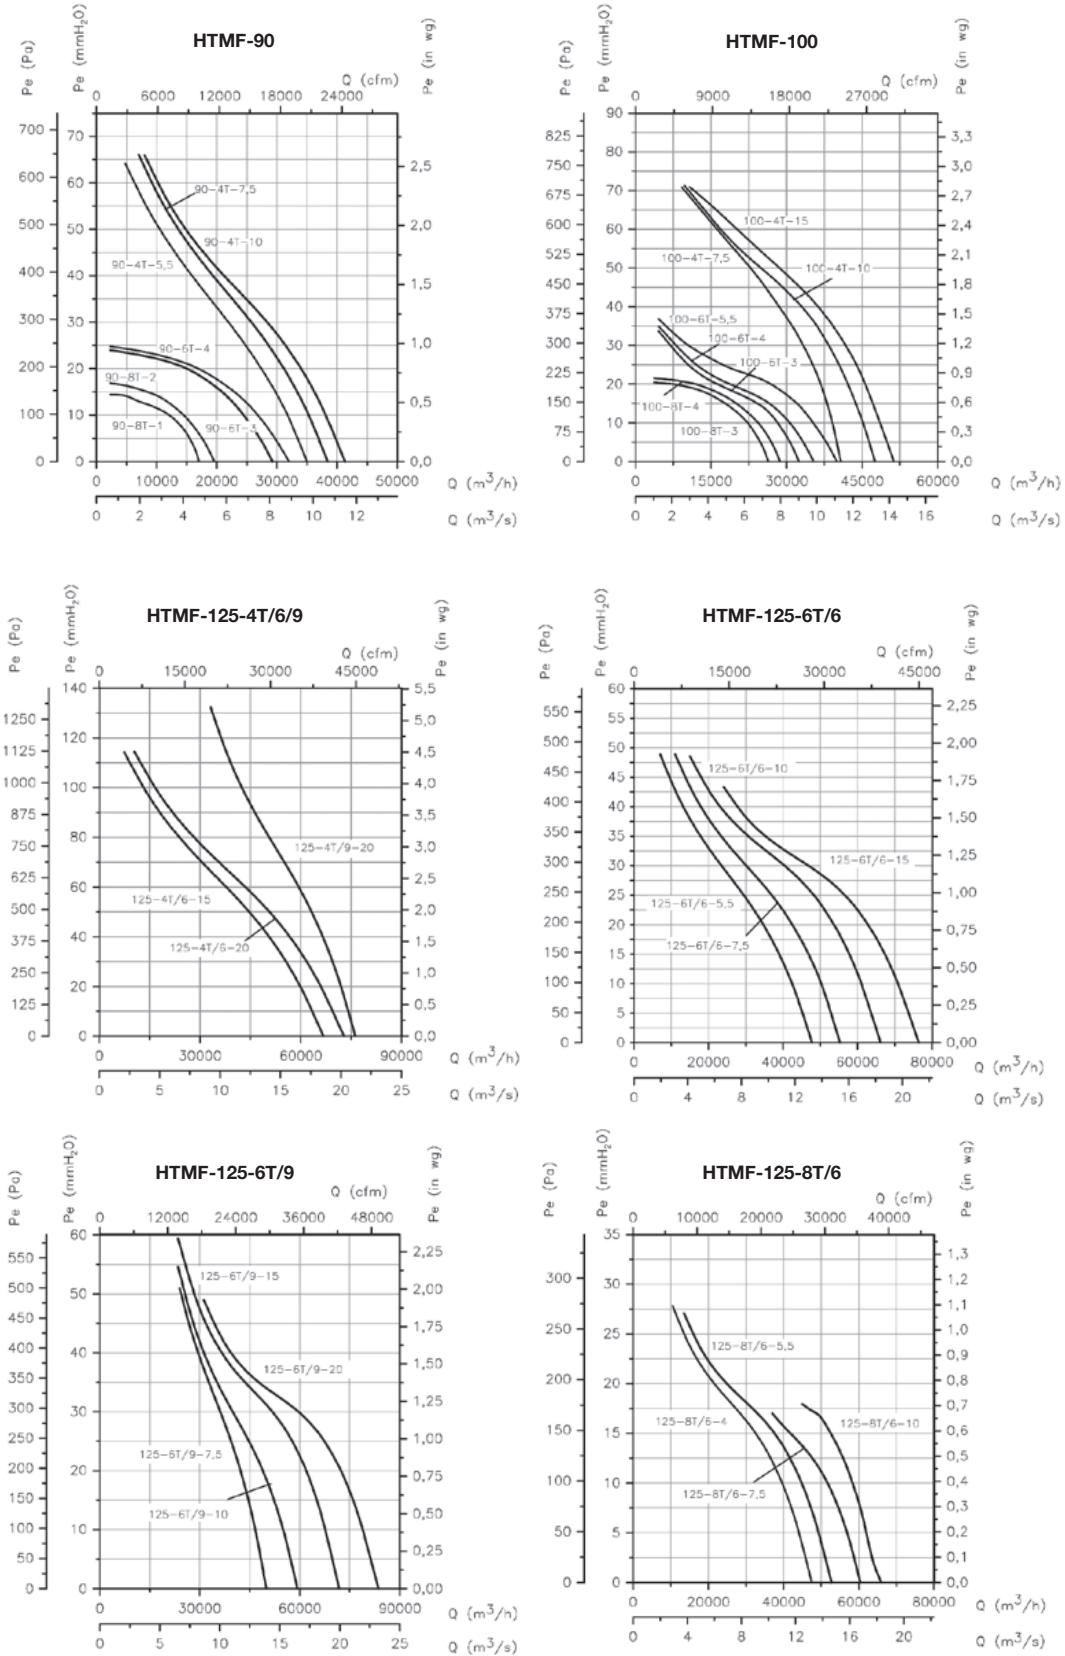 HTMF-90
Pe (Pa)
Pe (mmH2O)
Q (cfm)
Pe (in wg)
0 6000 12000 18000 24000
700 600 500 400 300 200 100 0
70 60 50 40 30 20 10 0
2,5 2,0 1,5 1,0 0,5 0,0
90-4T-7,5
90-4T-10
90-4T-5,5
90-6T-4
90-8T-2
90-8T-1
90-6T-3
0 10000 20000 30000 40000 50000 Q (m3/h)
0 2 4 6 8 10 12 Q (m3/s)
HTMF-100
Pe (Pa)
Pe (mmH2O)
Q (cfm)
Pe (in wg)
0 9000 18000 27000
825 750 675 600 525 450 375 300 225 150 75 0
90 80 70 60 50 40 30 20 10 0
3,3 3,0 2,7 2,4 2,1 1,8 1,5 1,2 0,9 0,6 0,3 0,0
100-4T-15
100-4T-7,5
100-4T-10
100-6T-5,5
100-6T-4
100-6T-3
100-8T-4
100-8T-3
0 15000 30000 45000 60000 Q (m3/h)
0 2 4 6 8 10 12 14 16 Q (m3/s)
HTMF-125-4T/6/9
Pe (Pa)
Pe (mmH2O)
Q (cfm)
Pe (in wg)
0 15000 30000 45000
1250 1125 1000 875 750 625 500 375 250 125 0
140 120 100 80 60 40 20 0
5,5 5,0 4,5 4,0 3,5 3,0 2,5 2,0 1,5 1,0 0,5 0,0
125-4T/9-20
125-4T/6-15
125-4T/6-20
0 30000 60000 90000 Q (m3/h)
0 5 10 15 20 25 Q (m3/s)
HTMF-125-6T/6
Pe (Pa)
Pe (mmH2O)
Q (cfm)
Pe (in wg)
0 15000 30000 45000
550 500 450 400 350 300 250 200 150 100 50 0
60 55 50 45 40 35 30 25 20 15 10 5 0
2,25 2,00 1,75 1,50 1,25 1,00 0,75 0,50 0,25 0,00
125-6T/6-10
125-6T/6-15
125-6T/6-5,5
125-6T/6-7,5
0 20000 40000 60000 80000 Q (m3/h)
0 4 8 12 16 20 Q (m3/s)
HTMF-125-6T/9
Pe (Pa)
Pe (mmH2O)
Q (cfm)
Pe (in wg)
0 12000 24000 36000 48000
550 500 450 400 350 300 250 200 150 100 50 0
60 50 40 30 20 10 0
2,25 2,00 1,75 1,50 1,25 1,00 0,75 0,50 0,25 0,00
125-6T/9-15
125-6T/9-20
125-6T/9-7,5
125-6T/9-10
0 30000 60000 90000 Q (m3/h)
0 5 10 15 20 25 Q (m3/s)
HTMF-125-8T/6
Pe (Pa)
Pe (mmH2O)
Q (cfm)
Pe (in wg)
0 10000 20000 30000 40000
300 250 200 150 100 50 0
35 30 25 20 15 10 5 0
1,3 1,2 1,1 1,0 0,9 0,8 0,7 0,6 0,5 0,4 0,3 0,2 0,1 0,0
125-8T/6-5,5
125-8T/6-4
125-8T/6-10
125-8T/6-7,5
0 20000 40000 60000 80000 Q (m3/h)
0 4 8 12 16 20 Q (m3/s)